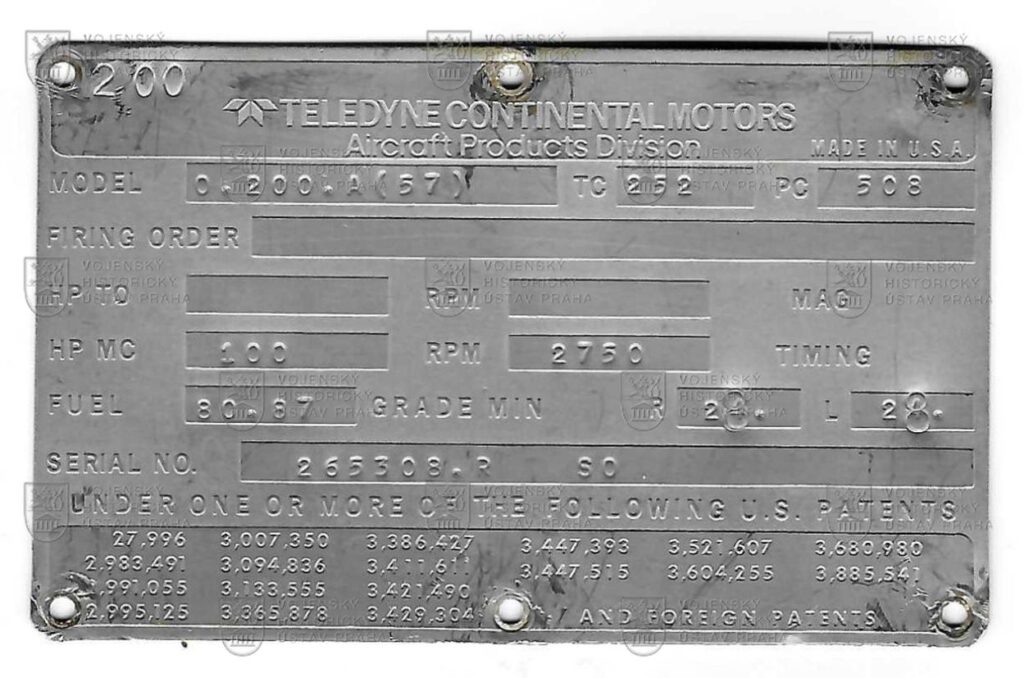 200
TELEDYNE CONTINENTAL MOTORS
Aircraft Products Division
MADE IN U.S.A.
MODEL O.200.A(57) TC 252 PC 508
FIRING ORDER
HP TO RPM MAG
HP MC 100 RPM 2750 TIMING
FUEL 80.87 GRADE MIN R L
SERIAL NO. 265308.R SO
UNDER ONE OR MORE OF THE FOLLOWING U.S. PATENTS
27,996 3,007,350 3,386,427 3,447,393 3,521,607 3,680,980
2,983,491 3,094,836 3,411,611 3,447,515 3,604,255 3,885,541
2,991,055 3,133,555 3,421,490
2,995,125 3,365,878 3,429,304 AND FOREIGN PATENTS
VOJENSKÝ
HISTORICKÝ
ÚSTAV PRAHA